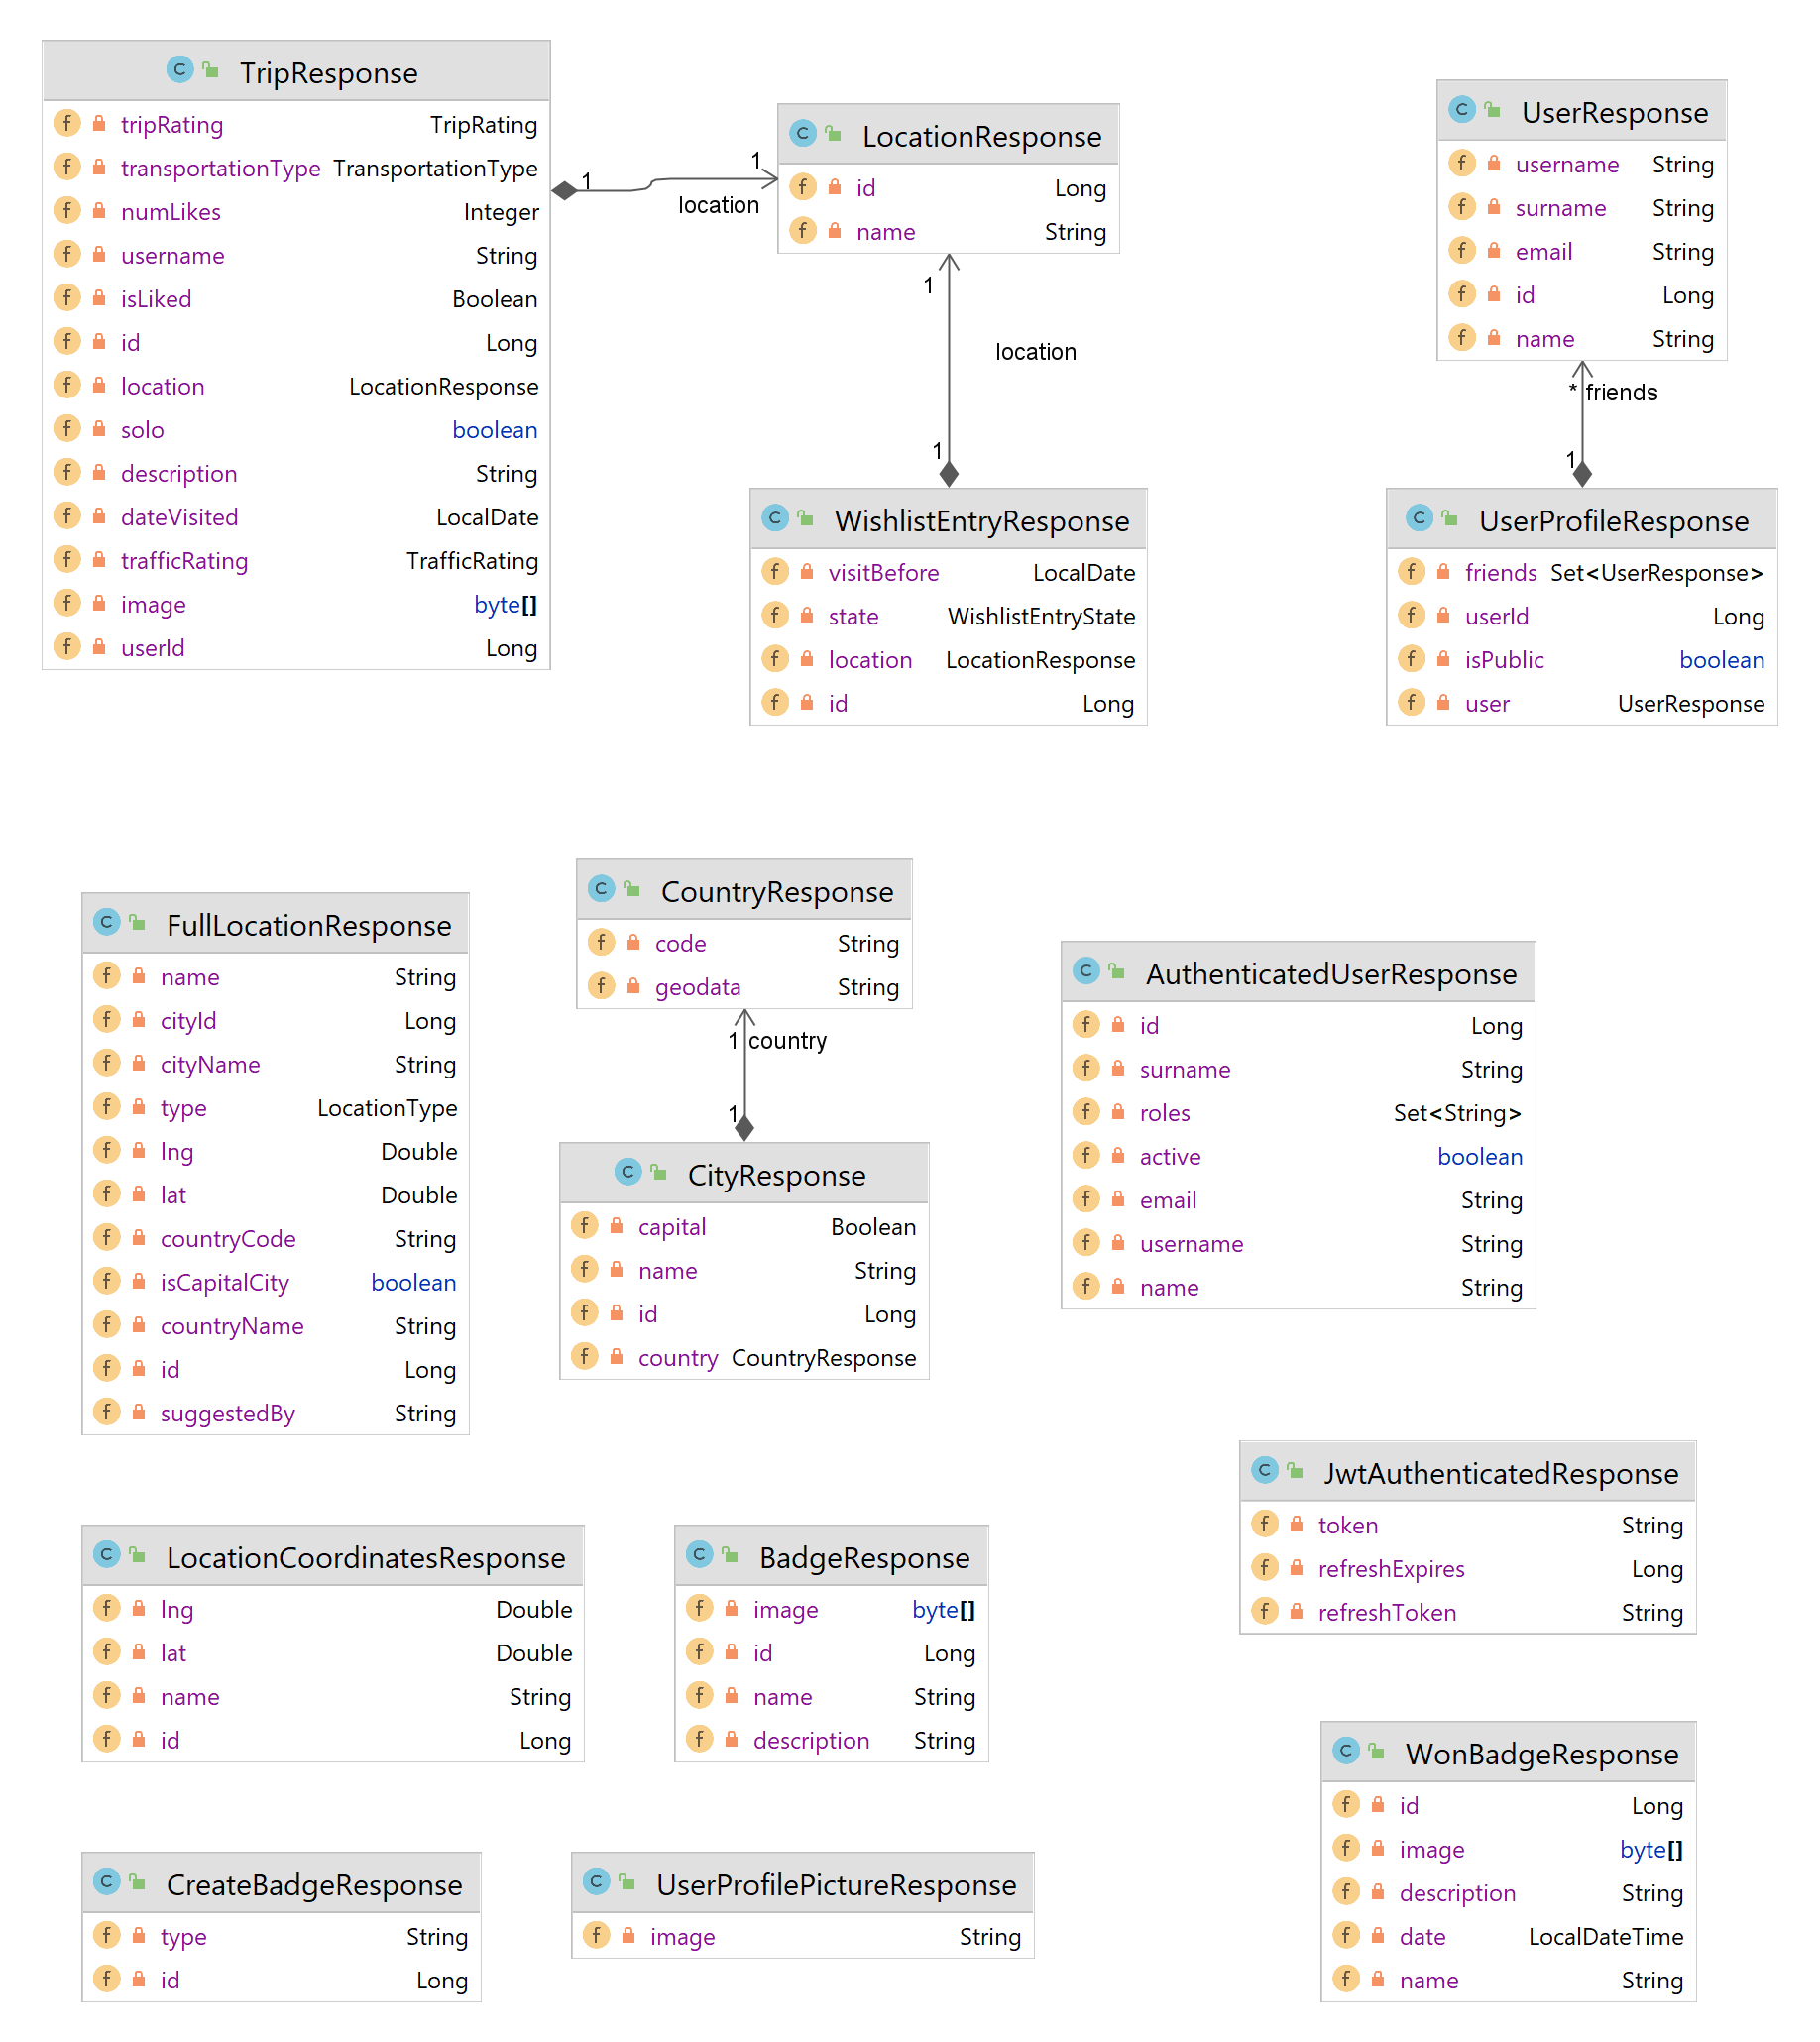 TripResponse
tripRating TripRating
transportationType TransportationType
numLikes Integer
username String
isLiked Boolean
id Long
location LocationResponse
solo boolean
description String
dateVisited LocalDate
trafficRating TrafficRating
image byte[]
userId Long
1
1
location
LocationResponse
id Long
name String
1
location
1
WishlistEntryResponse
visitBefore LocalDate
state WishlistEntryState
location LocationResponse
id Long
UserResponse
username String
surname String
email String
id Long
name String
* friends
1
UserProfileResponse
friends Set<UserResponse>
userId Long
isPublic boolean
user UserResponse
FullLocationResponse
name String
cityId Long
cityName String
type LocationType
lng Double
lat Double
countryCode String
isCapitalCity boolean
countryName String
id Long
suggestedBy String
CountryResponse
code String
geodata String
1 country
1
CityResponse
capital Boolean
name String
id Long
country CountryResponse
AuthenticatedUserResponse
id Long
surname String
roles Set<String>
active boolean
email String
username String
name String
JwtAuthenticatedResponse
token String
refreshExpires Long
refreshToken String
LocationCoordinatesResponse
lng Double
lat Double
name String
id Long
BadgeResponse
image byte[]
id Long
name String
description String
WonBadgeResponse
id Long
image byte[]
description String
date LocalDateTime
name String
CreateBadgeResponse
type String
id Long
UserProfilePictureResponse
image String